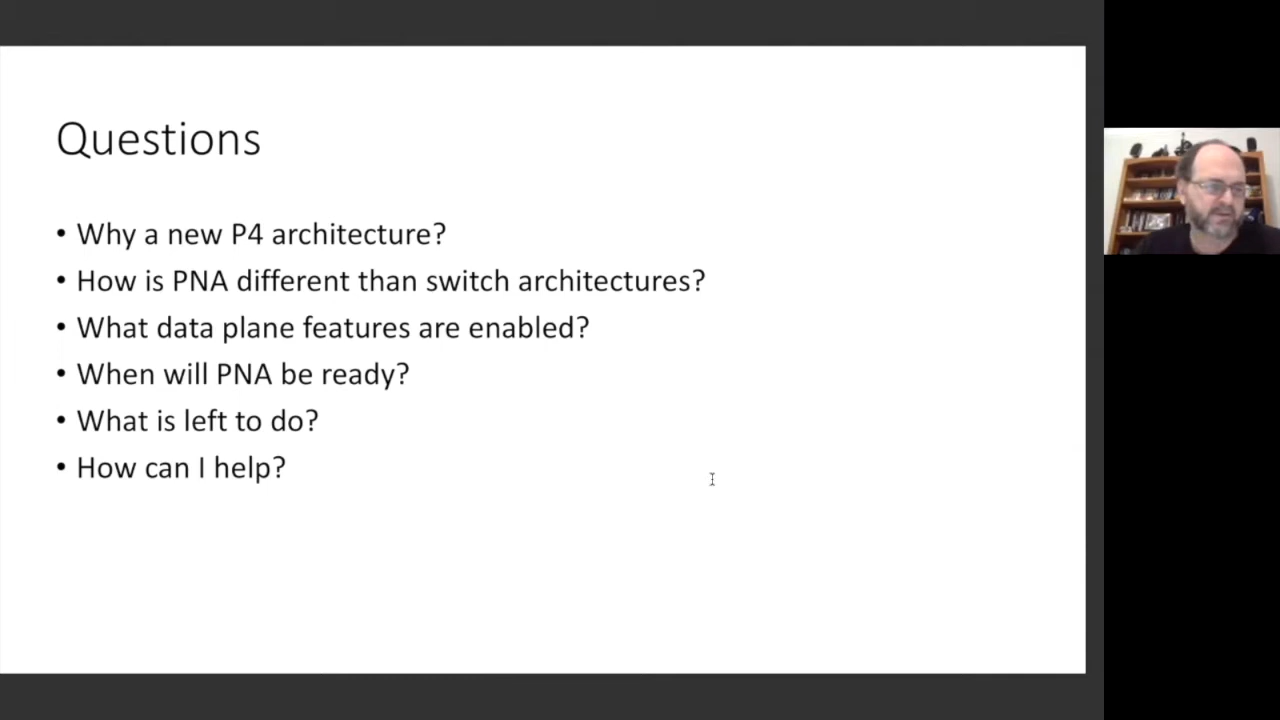 Questions
• Why a new P4 architecture?
• How is PNA different than switch architectures?
• What data plane features are enabled?
• When will PNA be ready?
• What is left to do?
• How can I help?